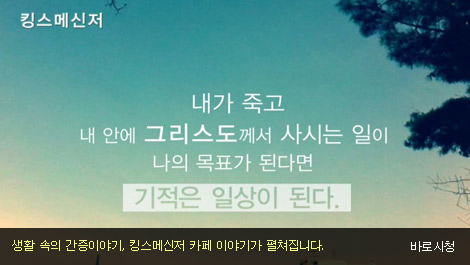 킹스메신저
내가 죽고
내 안에 그리스도께서 사시는 일이
나의 목표가 된다면
기적은 일상이 된다.
생활 속의 간증이야기, 킹스메신저 카페 이야기가 펼쳐집니다.
바로시청